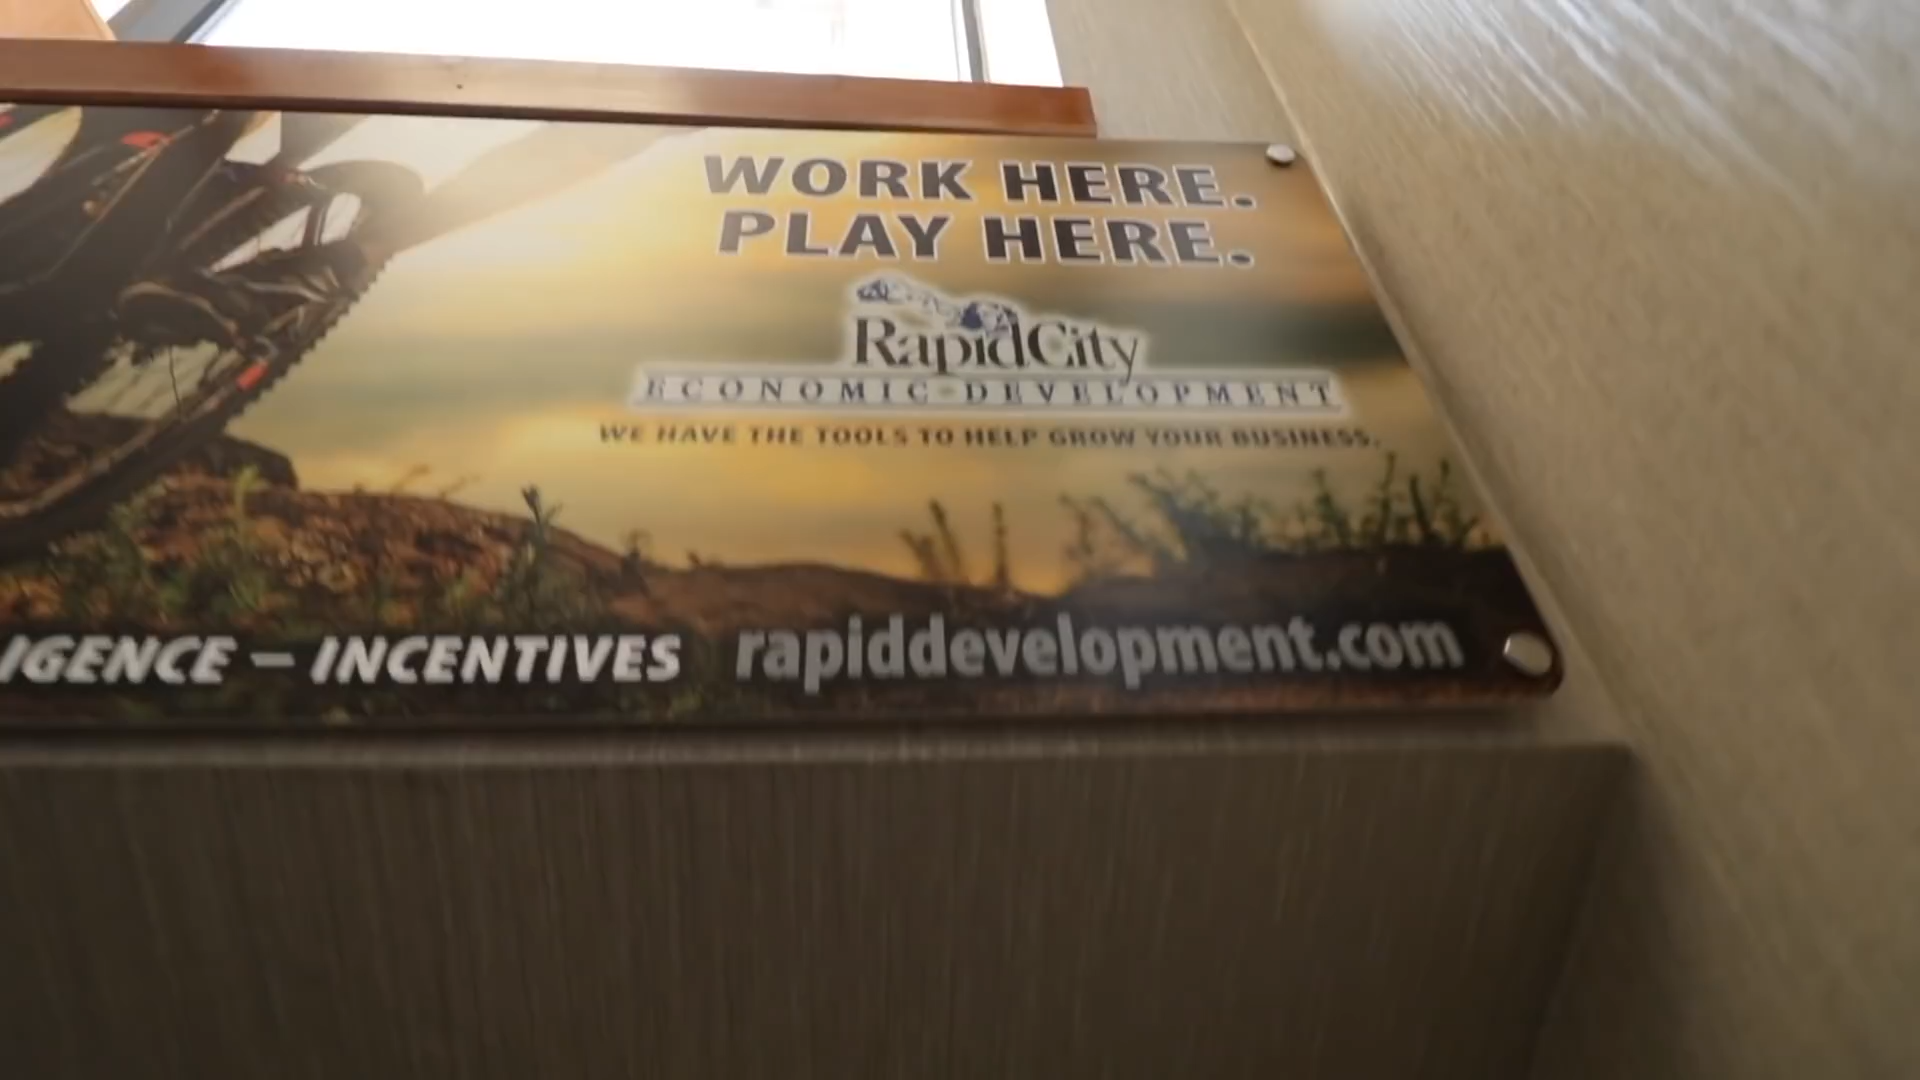 WORK HERE.
PLAY HERE.
RapidCity
ECONOMIC DEVELOPMENT
WE HAVE THE TOOLS TO HELP GROW YOUR BUSINESS.
IGENCE – INCENTIVES rapiddevelopment.com